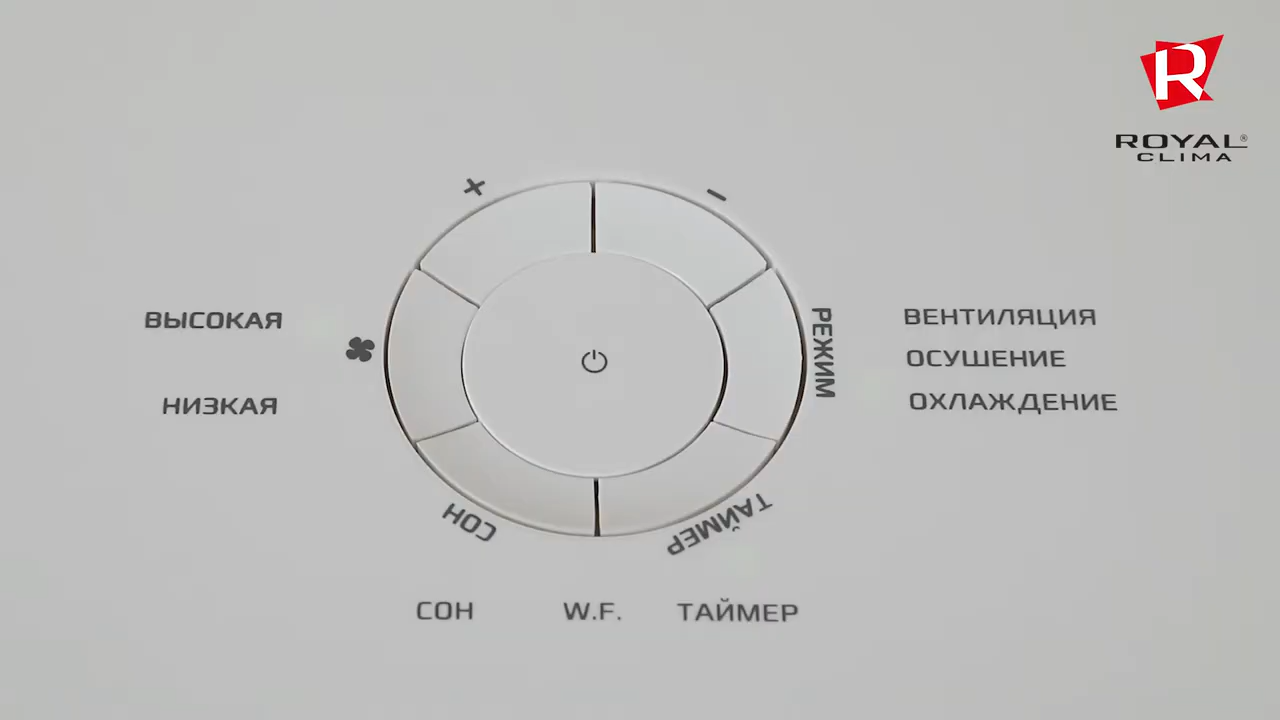 R
ROYAL®
CLIMA
+
−
ВЫСОКАЯ
НИЗКАЯ
РЕЖИМ
ВЕНТИЛЯЦИЯ
ОСУШЕНИЕ
ОХЛАЖДЕНИЕ
СОН
ТАЙМЕР
СОН
W.F.
ТАЙМЕР